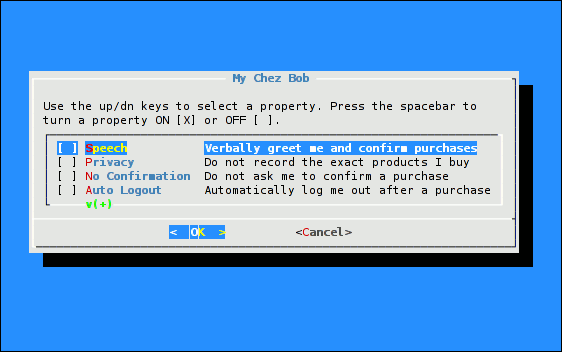 My Chez Bob
Use the up/dn keys to select a property. Press the spacebar to
turn a property ON [X] or OFF [ ].
[ ] Speech Verbally greet me and confirm purchases
[ ] Privacy Do not record the exact products I buy
[ ] No Confirmation Do not ask me to confirm a purchase
[ ] Auto Logout Automatically log me out after a purchase
v(+)
< OK > <Cancel>